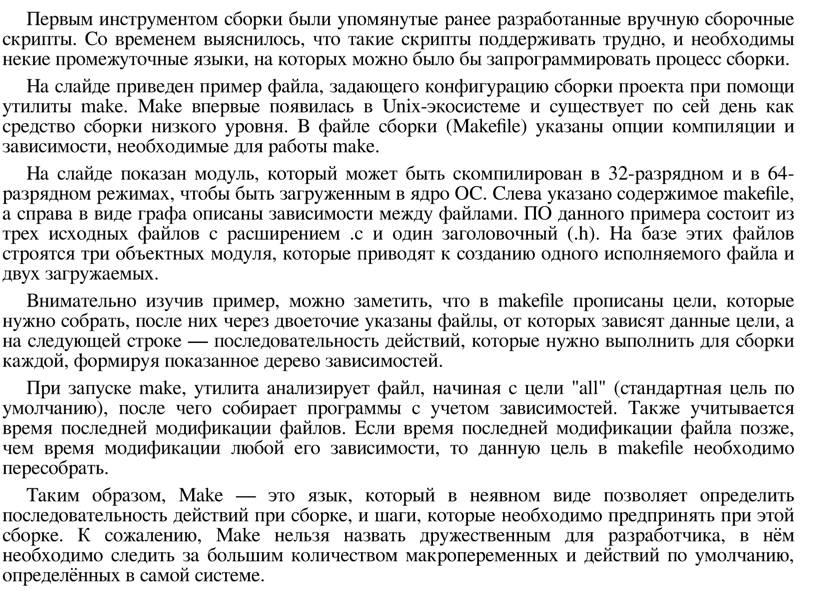 Первым инструментом сборки были упомянутые ранее разработанные вручную сборочные
скрипты. Со временем выяснилось, что такие скрипты поддерживать трудно, и необходимы
некие промежуточные языки, на которых можно было бы запрограммировать процесс сборки.
На слайде приведен пример файла, задающего конфигурацию сборки проекта при помощи
утилиты make. Make впервые появилась в Unix-экосистеме и существует по сей день как
средство сборки низкого уровня. В файле сборки (Makefile) указаны опции компиляции и
зависимости, необходимые для работы make.
На слайде показан модуль, который может быть скомпилирован в 32-разрядном и в 64-
разрядном режимах, чтобы быть загруженным в ядро ОС. Слева указано содержимое makefile,
а справа в виде графа описаны зависимости между файлами. ПО данного примера состоит из
трех исходных файлов с расширением .c и один заголовочный (.h). На базе этих файлов
строятся три объектных модуля, которые приводят к созданию одного исполняемого файла и
двух загружаемых.
Внимательно изучив пример, можно заметить, что в makefile прописаны цели, которые
нужно собрать, после них через двоеточие указаны файлы, от которых зависят данные цели, а
на следующей строке — последовательность действий, которые нужно выполнить для сборки
каждой, формируя показанное дерево зависимостей.
При запуске make, утилита анализирует файл, начиная с цели "all" (стандартная цель по
умолчанию), после чего собирает программы с учетом зависимостей. Также учитывается
время последней модификации файлов. Если время последней модификации файла позже,
чем время модификации любой его зависимости, то данную цель в makefile необходимо
пересобрать.
Таким образом, Make — это язык, который в неявном виде позволяет определить
последовательность действий при сборке, и шаги, которые необходимо предпринять при этой
сборке. К сожалению, Make нельзя назвать дружественным для разработчика, в нём
необходимо следить за большим количеством макропеременных и действий по умолчанию,
определённых в самой системе.